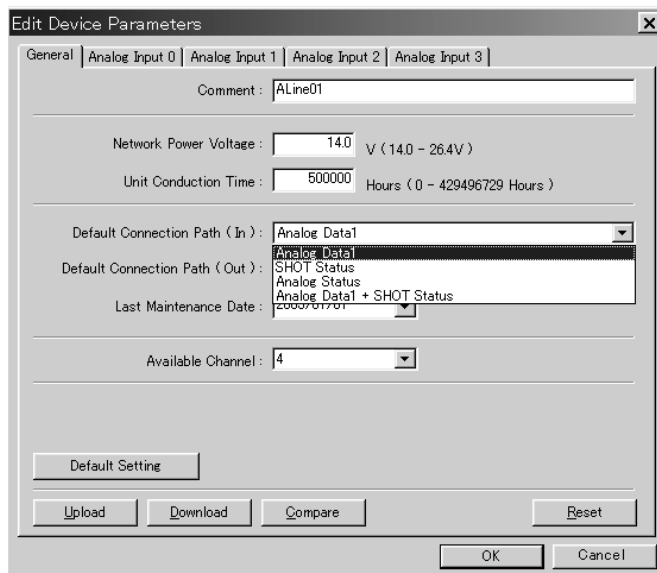 Edit Device Parameters
General Analog Input 0 Analog Input 1 Analog Input 2 Analog Input 3
Comment : ALine01
Network Power Voltage : 14.0 V ( 14.0 - 26.4V )
Unit Conduction Time : 500000 Hours ( 0 - 429496729 Hours )
Default Connection Path ( In ) : Analog Data1
Analog Data1
Default Connection Path ( Out ) : SHOT Status
Analog Status
Analog Data1 + SHOT Status
Last Maintenance Date :
Available Channel : 4
Default Setting
Upload Download Compare Reset
OK Cancel